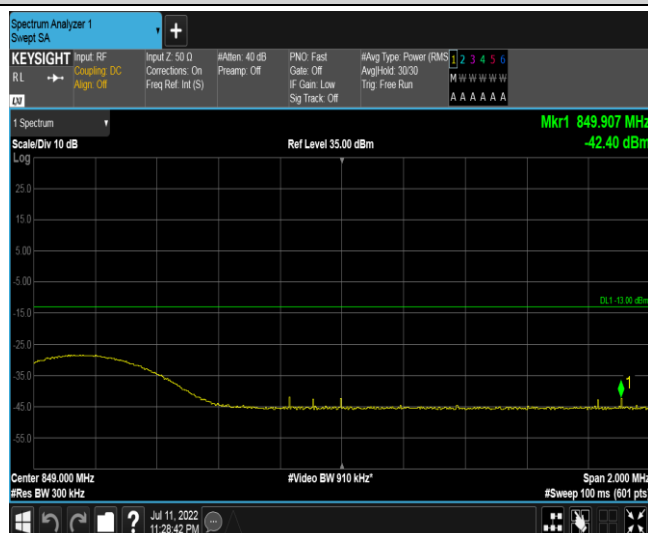 Spectrum Analyzer 1
Swept SA
KEYSIGHT
RL
LXI
Input: RF
Coupling: DC
Align: Off
Input Z: 50 Ω
Corrections: On
Freq Ref: Int (S)
#Atten: 40 dB
Preamp: Off
PNO: Fast
Gate: Off
IF Gain: Low
Sig Track: Off
#Avg Type: Power (RMS
Avg|Hold: 30/30
Trig: Free Run
1 2 3 4 5 6
M W W W W W
A A A A A A
1 Spectrum
Mkr1 849.907 MHz
-42.40 dBm
Scale/Div 10 dB
Ref Level 35.00 dBm
Log
25.0
15.0
5.00
-5.00
DL1 -13.00 dBm
-15.0
-25.0
-35.0
1
-45.0
-55.0
Center 849.000 MHz
#Video BW 910 kHz*
Span 2.000 MHz
#Res BW 300 kHz
#Sweep 100 ms (601 pts)
?
Jul 11, 2022
11:28:42 PM